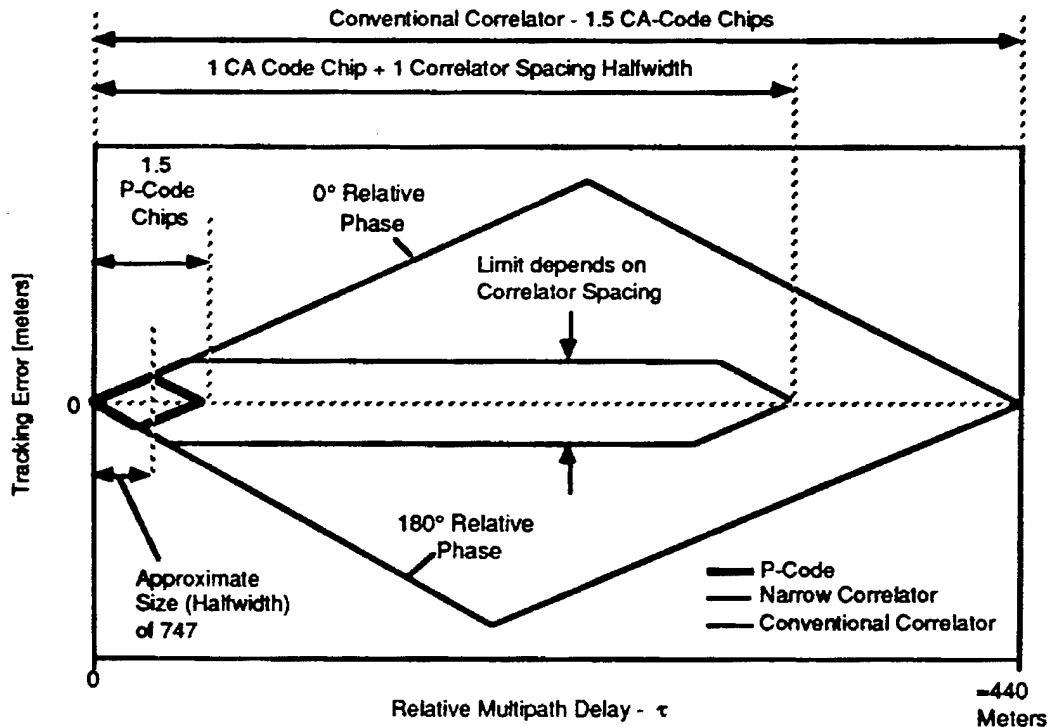 Conventional Correlator - 1.5 CA-Code Chips
1 CA Code Chip + 1 Correlator Spacing Halfwidth
1.5
P-Code
Chips
0° Relative
Phase
Limit depends on
Correlator Spacing
Tracking Error [meters]
0
180° Relative
Phase
Approximate
Size (Halfwidth)
of 747
P-Code
Narrow Correlator
Conventional Correlator
0
Relative Multipath Delay - τ
=440
Meters